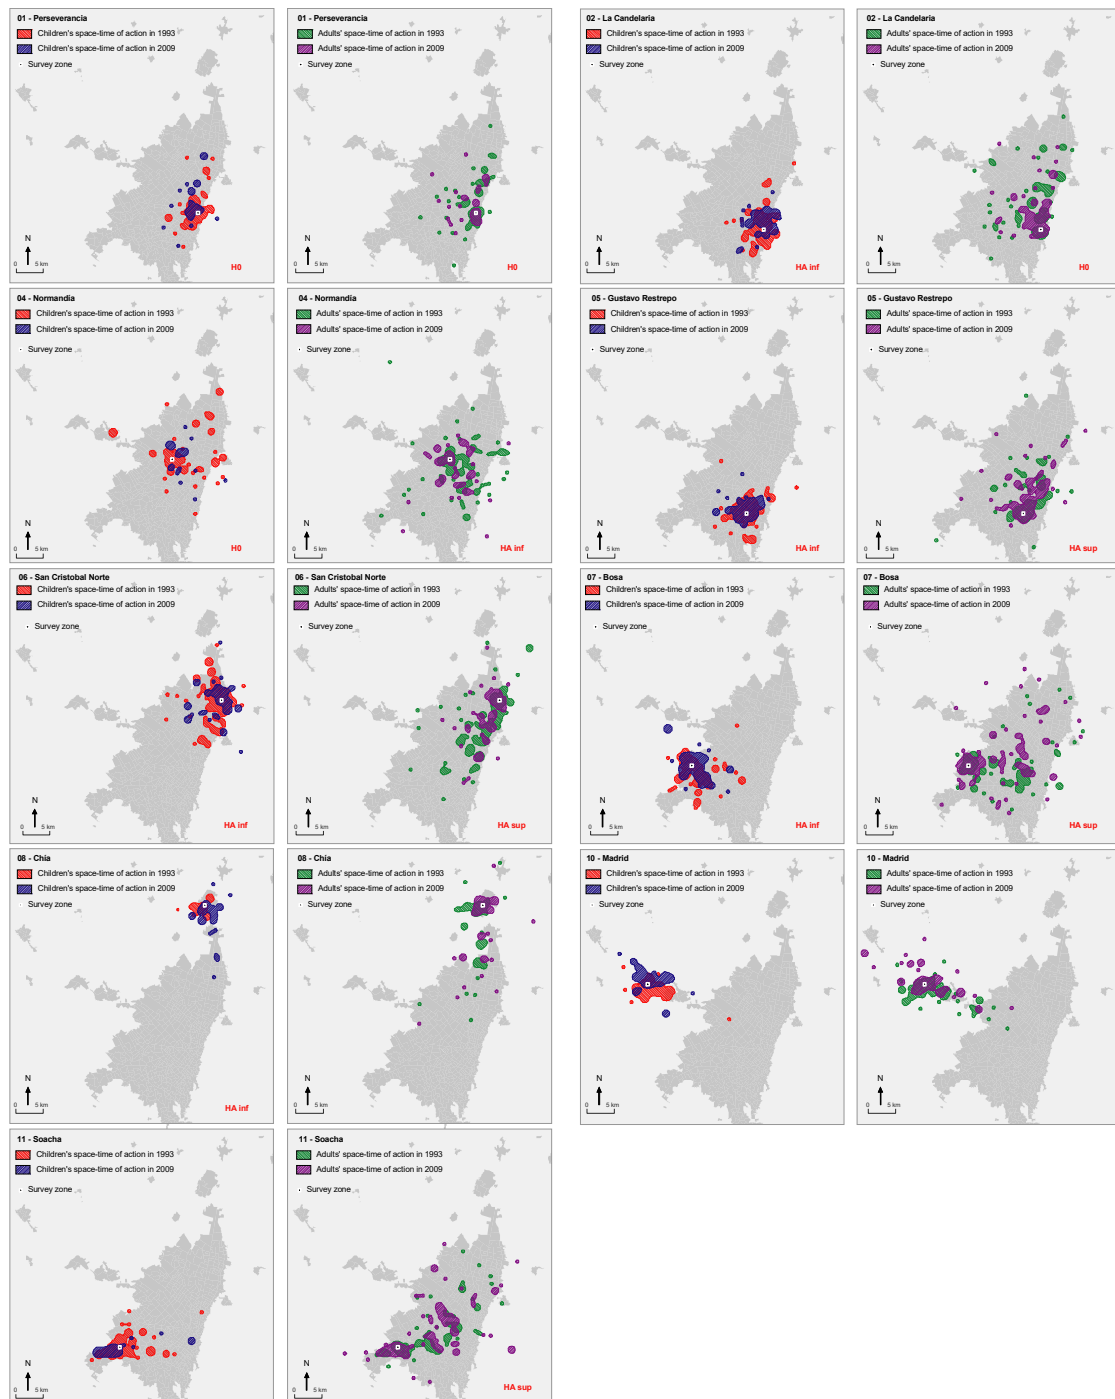 01 - Perseverancia
Children's space-time of action in 1993
Children's space-time of action in 2009
Survey zone
N
0 5 km
H0
01 - Perseverancia
Adults' space-time of action in 1993
Adults' space-time of action in 2009
Survey zone
N
0 5 km
H0
02 - La Candelaria
Children's space-time of action in 1993
Children's space-time of action in 2009
Survey zone
N
0 5 km
HA inf
02 - La Candelaria
Adults' space-time of action in 1993
Adults' space-time of action in 2009
Survey zone
N
0 5 km
H0
04 - Normandía
Children's space-time of action in 1993
Children's space-time of action in 2009
Survey zone
N
0 5 km
H0
04 - Normandía
Adults' space-time of action in 1993
Adults' space-time of action in 2009
Survey zone
N
0 5 km
HA inf
05 - Gustavo Restrepo
Children's space-time of action in 1993
Children's space-time of action in 2009
Survey zone
N
0 5 km
HA inf
05 - Gustavo Restrepo
Adults' space-time of action in 1993
Adults' space-time of action in 2009
Survey zone
N
0 5 km
HA sup
06 - San Cristobal Norte
Children's space-time of action in 1993
Children's space-time of action in 2009
Survey zone
N
0 5 km
HA inf
06 - San Cristobal Norte
Adults' space-time of action in 1993
Adults' space-time of action in 2009
Survey zone
N
0 5 km
HA sup
07 - Bosa
Children's space-time of action in 1993
Children's space-time of action in 2009
Survey zone
N
0 5 km
HA inf
07 - Bosa
Adults' space-time of action in 1993
Adults' space-time of action in 2009
Survey zone
N
0 5 km
HA sup
08 - Chía
Children's space-time of action in 1993
Children's space-time of action in 2009
Survey zone
N
0 5 km
HA inf
08 - Chía
Adults' space-time of action in 1993
Adults' space-time of action in 2009
Survey zone
N
0 5 km
10 - Madrid
Children's space-time of action in 1993
Children's space-time of action in 2009
Survey zone
N
0 5 km
10 - Madrid
Adults' space-time of action in 1993
Adults' space-time of action in 2009
Survey zone
N
0 5 km
11 - Soacha
Children's space-time of action in 1993
Children's space-time of action in 2009
Survey zone
N
0 5 km
11 - Soacha
Adults' space-time of action in 1993
Adults' space-time of action in 2009
Survey zone
N
0 5 km
HA sup